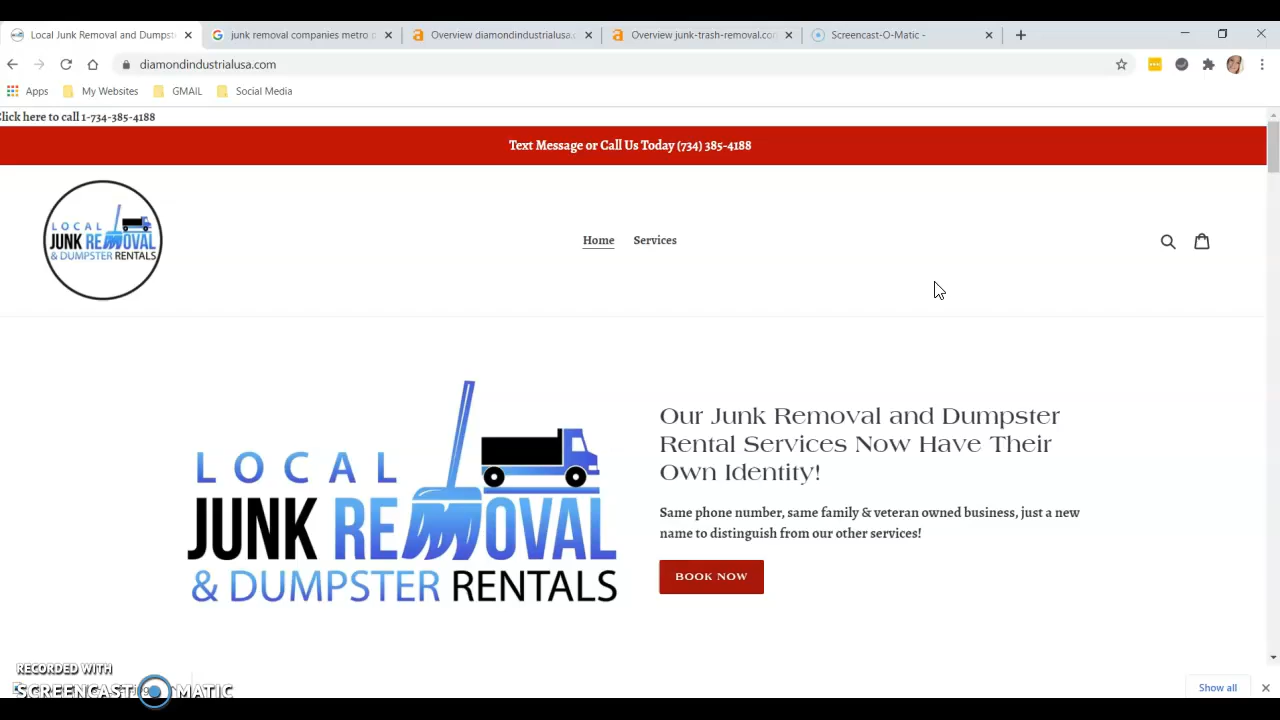 Local Junk Removal and Dumpst
junk removal companies metro
Overview diamondindustrialusa.
Overview junk-trash-removal.con
Screencast-O-Matic -
diamondindustrialusa.com
Apps
My Websites
GMAIL
Social Media
lick here to call 1-734-385-4188
Text Message or Call Us Today (734) 385-4188
LOCAL
JUNK REMOVAL
& DUMPSTER RENTALS
Home
Services
LOCAL
JUNK REMOVAL
& DUMPSTER RENTALS
Our Junk Removal and Dumpster
Rental Services Now Have Their
Own Identity!
Same phone number, same family & veteran owned business, just a new
name to distinguish from our other services!
BOOK NOW
RECORDED WITH
SCREENCAST-O-MATIC
Show all